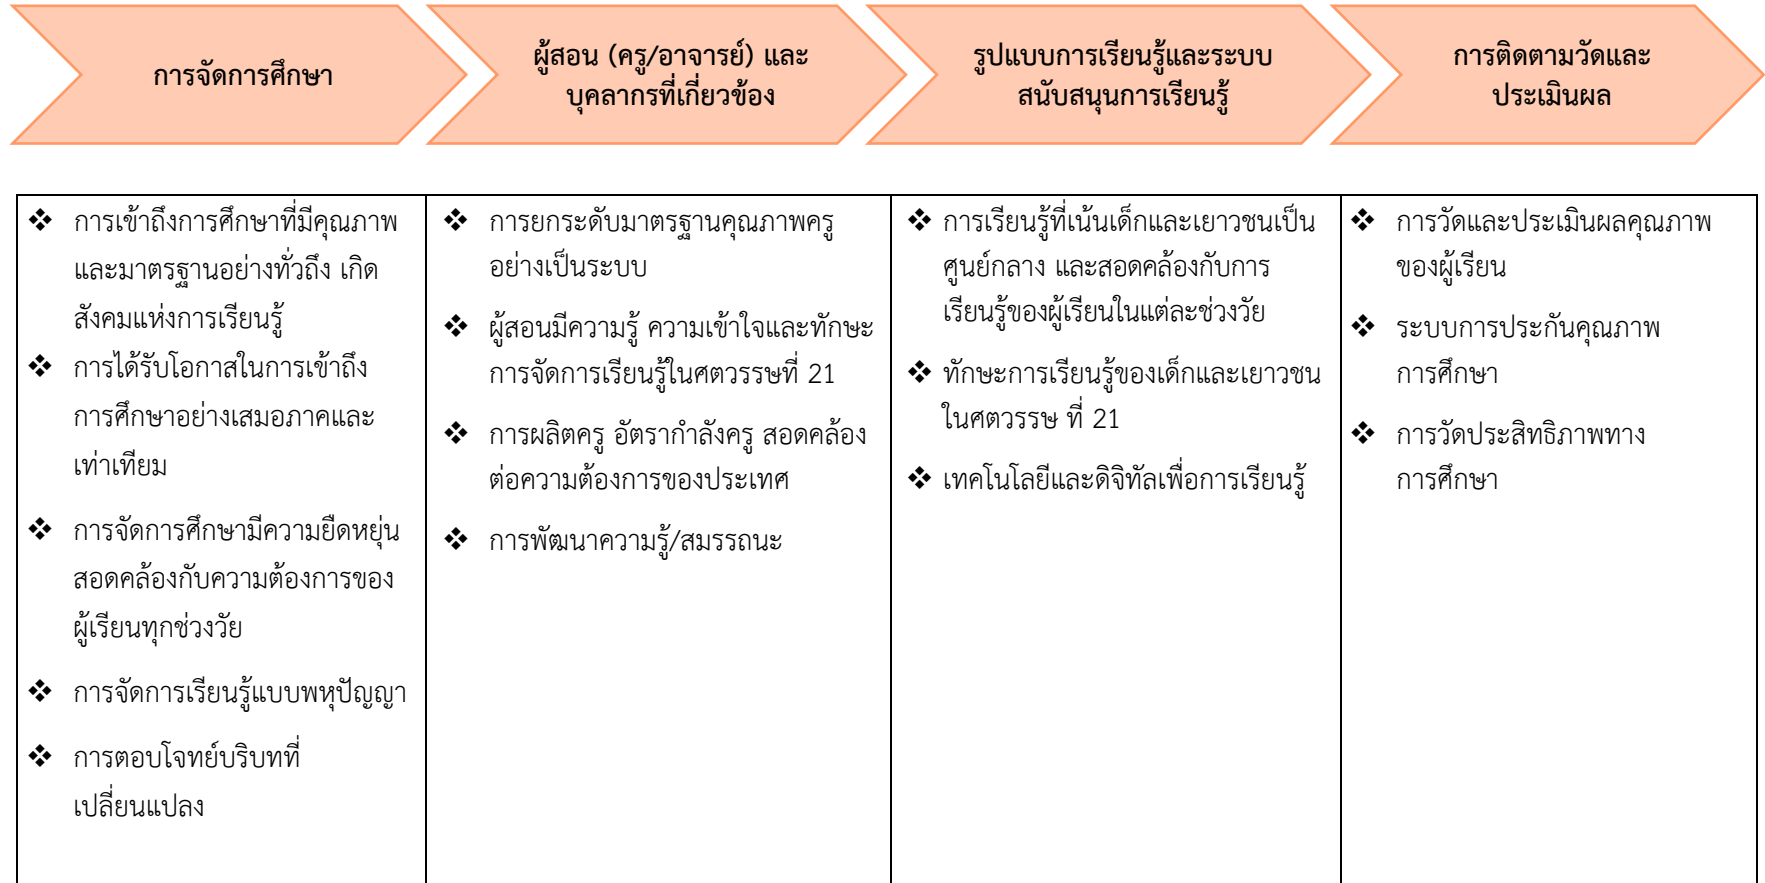 การจัดการศึกษา
ผู้สอน (ครู/อาจารย์) และ
บุคลากรที่เกี่ยวข้อง
รูปแบบการเรียนรู้และระบบ
สนับสนุนการเรียนรู้
การติดตามวัดและ
ประเมินผล
❖ การเข้าถึงการศึกษาที่มีคุณภาพ
และมาตรฐานอย่างทั่วถึง เกิด
สังคมแห่งการเรียนรู้
❖ การได้รับโอกาสในการเข้าถึง
การศึกษาอย่างเสมอภาคและ
เท่าเทียม
❖ การจัดการศึกษามีความยืดหยุ่น
สอดคล้องกับความต้องการของ
ผู้เรียนทุกช่วงวัย
❖ การจัดการเรียนรู้แบบพหุปัญญา
❖ การตอบโจทย์บริบทที่
เปลี่ยนแปลง
❖ การยกระดับมาตรฐานคุณภาพครู
อย่างเป็นระบบ
❖ ผู้สอนมีความรู้ ความเข้าใจและทักษะ
การจัดการเรียนรู้ในศตวรรษที่ 21
❖ การผลิตครู อัตรากำลังครู สอดคล้อง
ต่อความต้องการของประเทศ
❖ การพัฒนาความรู้/สมรรถนะ
❖ การเรียนรู้ที่เน้นเด็กและเยาวชนเป็น
ศูนย์กลาง และสอดคล้องกับการ
เรียนรู้ของผู้เรียนในแต่ละช่วงวัย
❖ ทักษะการเรียนรู้ของเด็กและเยาวชน
ในศตวรรษ ที่ 21
❖ เทคโนโลยีและดิจิทัลเพื่อการเรียนรู้
❖ การวัดและประเมินผลคุณภาพ
ของผู้เรียน
❖ ระบบการประกันคุณภาพ
การศึกษา
❖ การวัดประสิทธิภาพทาง
การศึกษา